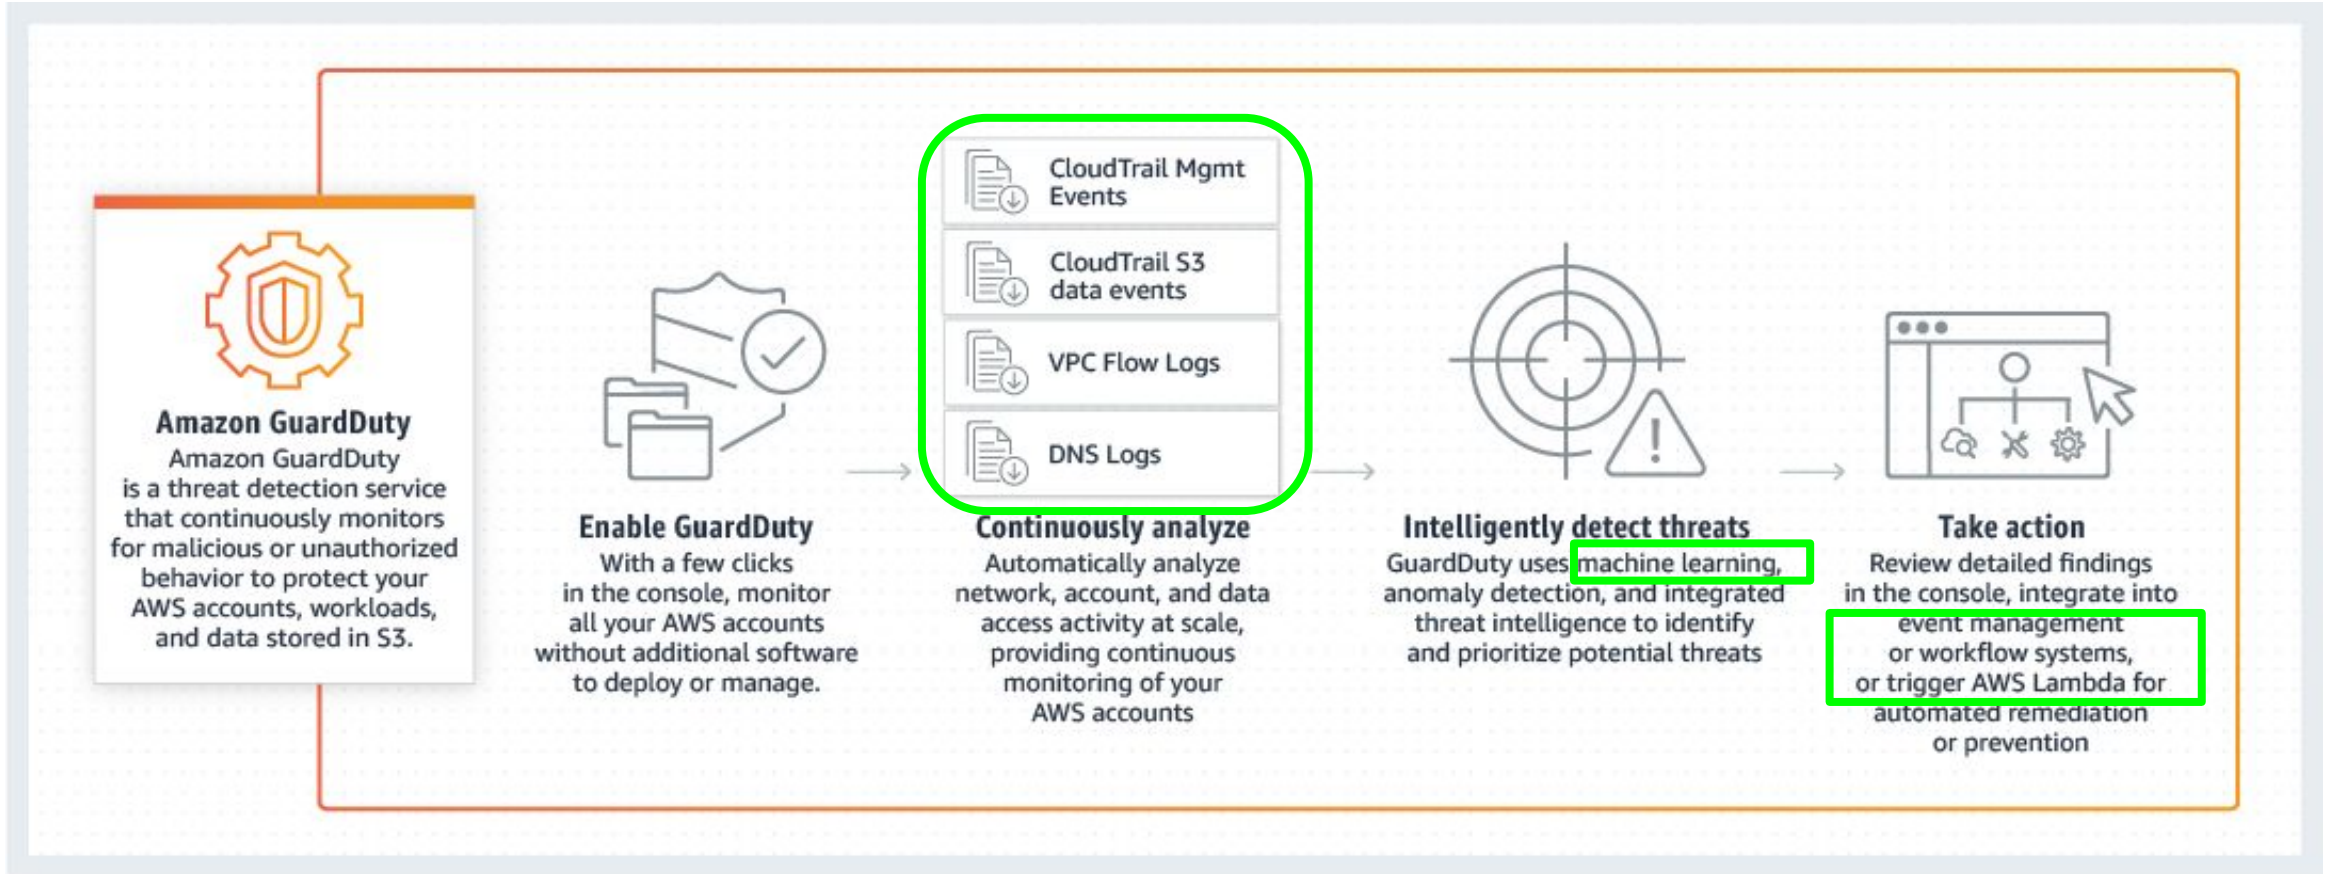 Amazon GuardDuty
Amazon GuardDuty
is a threat detection service
that continuously monitors
for malicious or unauthorized
behavior to protect your
AWS accounts, workloads,
and data stored in S3.
Enable GuardDuty
With a few clicks
in the console, monitor
all your AWS accounts
without additional software
to deploy or manage.
CloudTrail Mgmt
Events
CloudTrail S3
data events
VPC Flow Logs
DNS Logs
Continuously analyze
Automatically analyze
network, account, and data
access activity at scale,
providing continuous
monitoring of your
AWS accounts
Intelligently detect threats
GuardDuty uses machine learning,
anomaly detection, and integrated
threat intelligence to identify
and prioritize potential threats
Take action
Review detailed findings
in the console, integrate into
event management
or workflow systems,
or trigger AWS Lambda for
automated remediation
or prevention